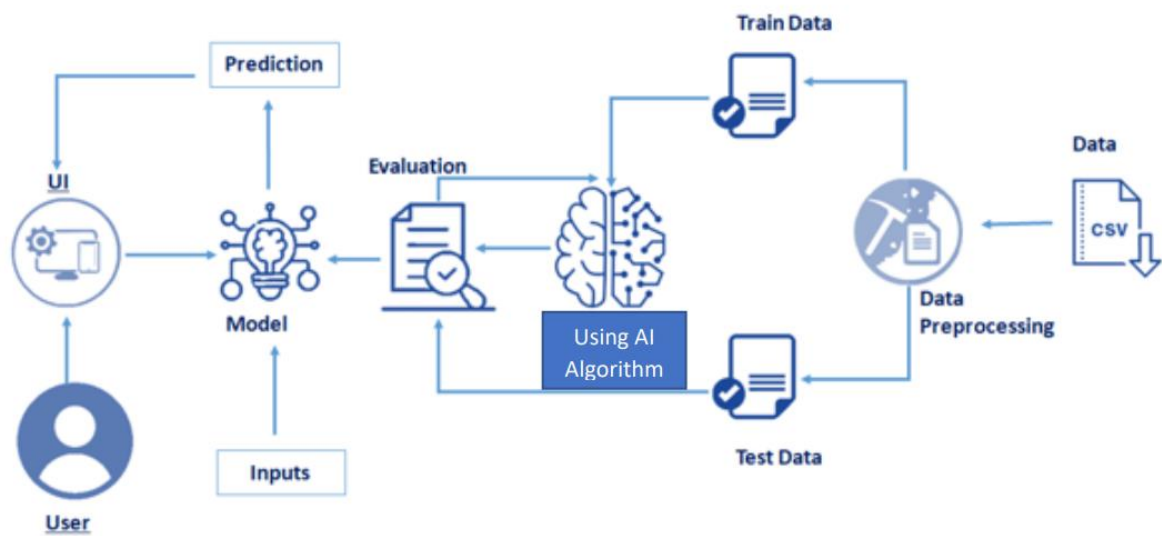 Train Data
Prediction
Data
Evaluation
UI
CSV
Model
Data
Preprocessing
Using AI
Algorithm
Inputs
Test Data
User